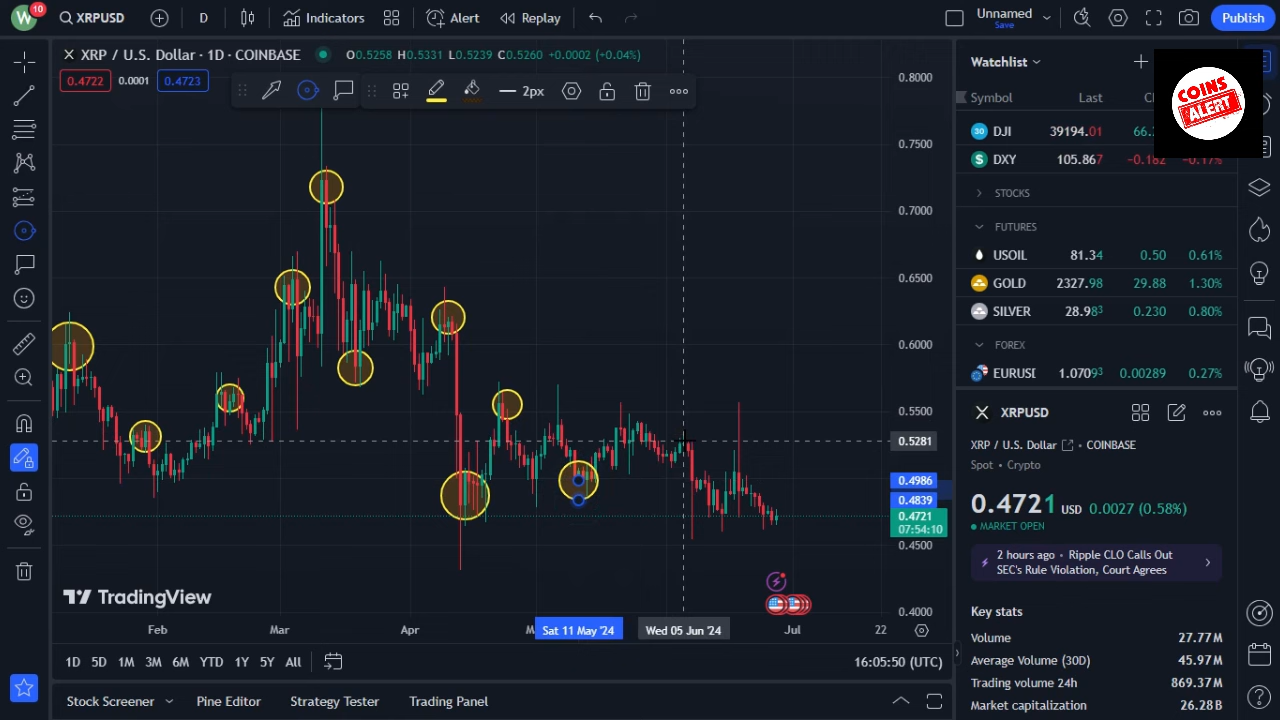 W 10 XRPUSD D Indicators Alert Replay Unnamed Save Publish
XRP / U.S. Dollar · 1D · COINBASE O0.5258 H0.5331 L0.5239 C0.5260 +0.0002 (+0.04%)
0.4722 0.0001 0.4723
2px
0.8000
0.7500
0.7000
0.6500
0.6000
0.5500
0.5281
0.4986
0.4839
0.4721
07:54:10
0.4500
0.4000
TradingView
Feb Mar Apr Sat 11 May '24 Wed 05 Jun '24 Jul 22
1D 5D 1M 3M 6M YTD 1Y 5Y All 16:05:50 (UTC)
Stock Screener Pine Editor Strategy Tester Trading Panel
Watchlist
COINS
ALERT
Symbol Last
30 DJI 39194.01
$ DXY 105.867 −0.182 −0.17%
STOCKS
FUTURES
USOIL 81.34 0.50 0.61%
GOLD 2327.98 29.88 1.30%
SILVER 28.983 0.230 0.80%
FOREX
EURUSI 1.07093 0.00289 0.27%
XRPUSD
XRP / U.S. Dollar • COINBASE
Spot • Crypto
0.4721 USD 0.0027 (0.58%)
MARKET OPEN
2 hours ago • Ripple CLO Calls Out
SEC's Rule Violation, Court Agrees
Key stats
Volume 27.77M
Average Volume (30D) 45.97M
Trading volume 24h 869.37M
Market capitalization 26.28B